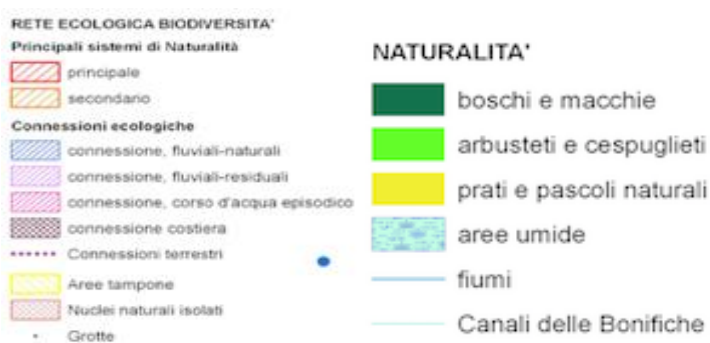 RETE ECOLOGICA BIODIVERSITA'
Principali sistemi di Naturalità
principale
secondario
Connessioni ecologiche
connessione, fluviali-naturali
connessione, fluviali-residuali
connessione, corso d'acqua episodico
connessione costiera
Connessioni terrestri
Aree tampone
Nuclei naturali isolati
Grotte
NATURALITA'
boschi e macchie
arbusteti e cespuglieti
prati e pascoli naturali
aree umide
fiumi
Canali delle Bonifiche